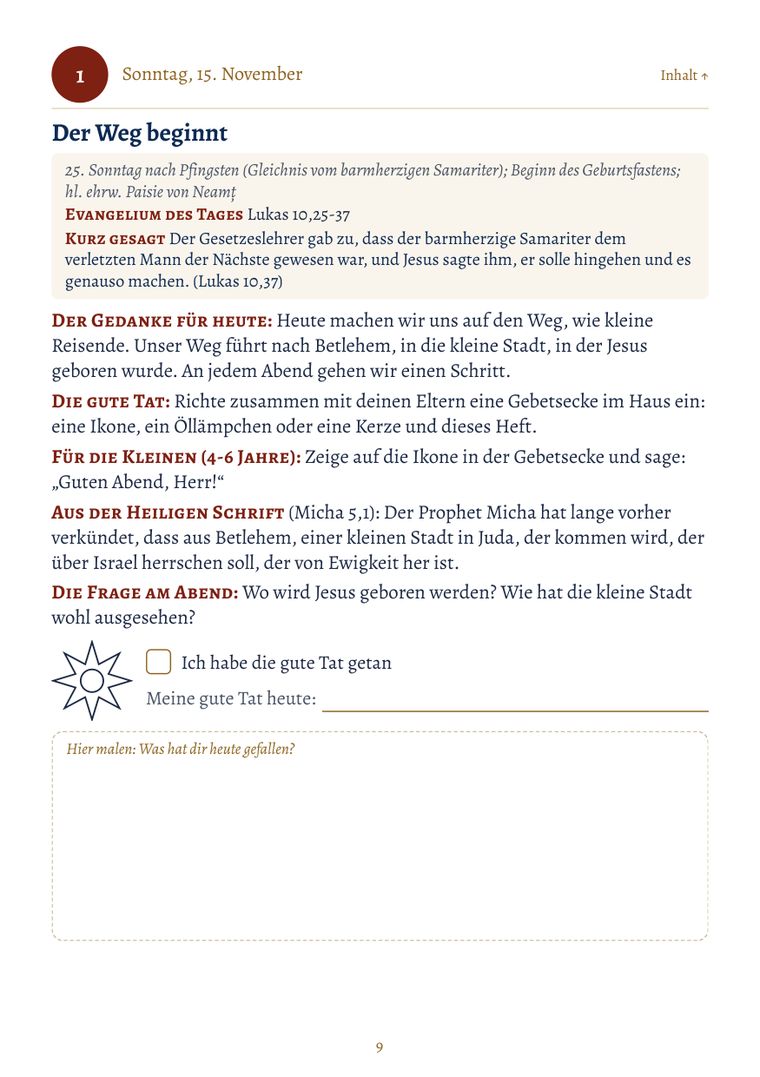 1
Sonntag, 15. November
Inhalt ↑
Der Weg beginnt
25. Sonntag nach Pfingsten (Gleichnis vom barmherzigen Samariter); Beginn des Geburtsfastens;
hl. ehrw. Paisie von Neamț
Evangelium des Tages Lukas 10,25-37
Kurz gesagt Der Gesetzeslehrer gab zu, dass der barmherzige Samariter dem
verletzten Mann der Nächste gewesen war, und Jesus sagte ihm, er solle hingehen und es
genauso machen. (Lukas 10,37)
Der Gedanke für heute: Heute machen wir uns auf den Weg, wie kleine
Reisende. Unser Weg führt nach Betlehem, in die kleine Stadt, in der Jesus
geboren wurde. An jedem Abend gehen wir einen Schritt.
Die gute Tat: Richte zusammen mit deinen Eltern eine Gebetsecke im Haus ein:
eine Ikone, ein Öllämpchen oder eine Kerze und dieses Heft.
Für die Kleinen (4-6 Jahre): Zeige auf die Ikone in der Gebetsecke und sage:
„Guten Abend, Herr!“
Aus der Heiligen Schrift (Micha 5,1): Der Prophet Micha hat lange vorher
verkündet, dass aus Betlehem, einer kleinen Stadt in Juda, der kommen wird, der
über Israel herrschen soll, der von Ewigkeit her ist.
Die Frage am Abend: Wo wird Jesus geboren werden? Wie hat die kleine Stadt
wohl ausgesehen?
Ich habe die gute Tat getan
Meine gute Tat heute:
Hier malen: Was hat dir heute gefallen?
9